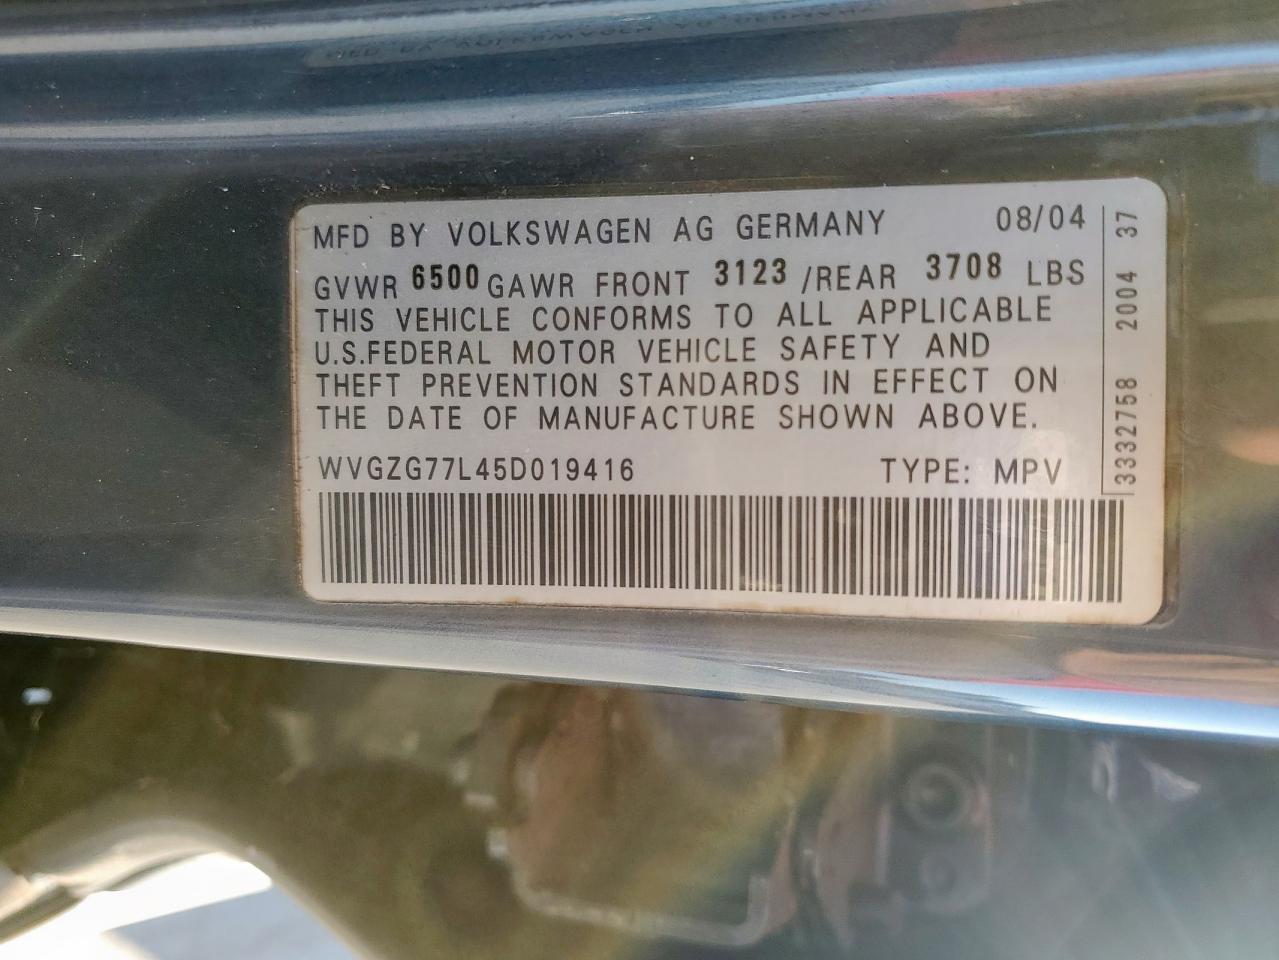 MFD BY VOLKSWAGEN AG GERMANY 08/04
GVWR 6500 GAWR FRONT 3123 /REAR 3708 LBS
THIS VEHICLE CONFORMS TO ALL APPLICABLE
U.S.FEDERAL MOTOR VEHICLE SAFETY AND
THEFT PREVENTION STANDARDS IN EFFECT ON
THE DATE OF MANUFACTURE SHOWN ABOVE.
WVGZG77L45D019416 TYPE: MPV
33332758 2004 37